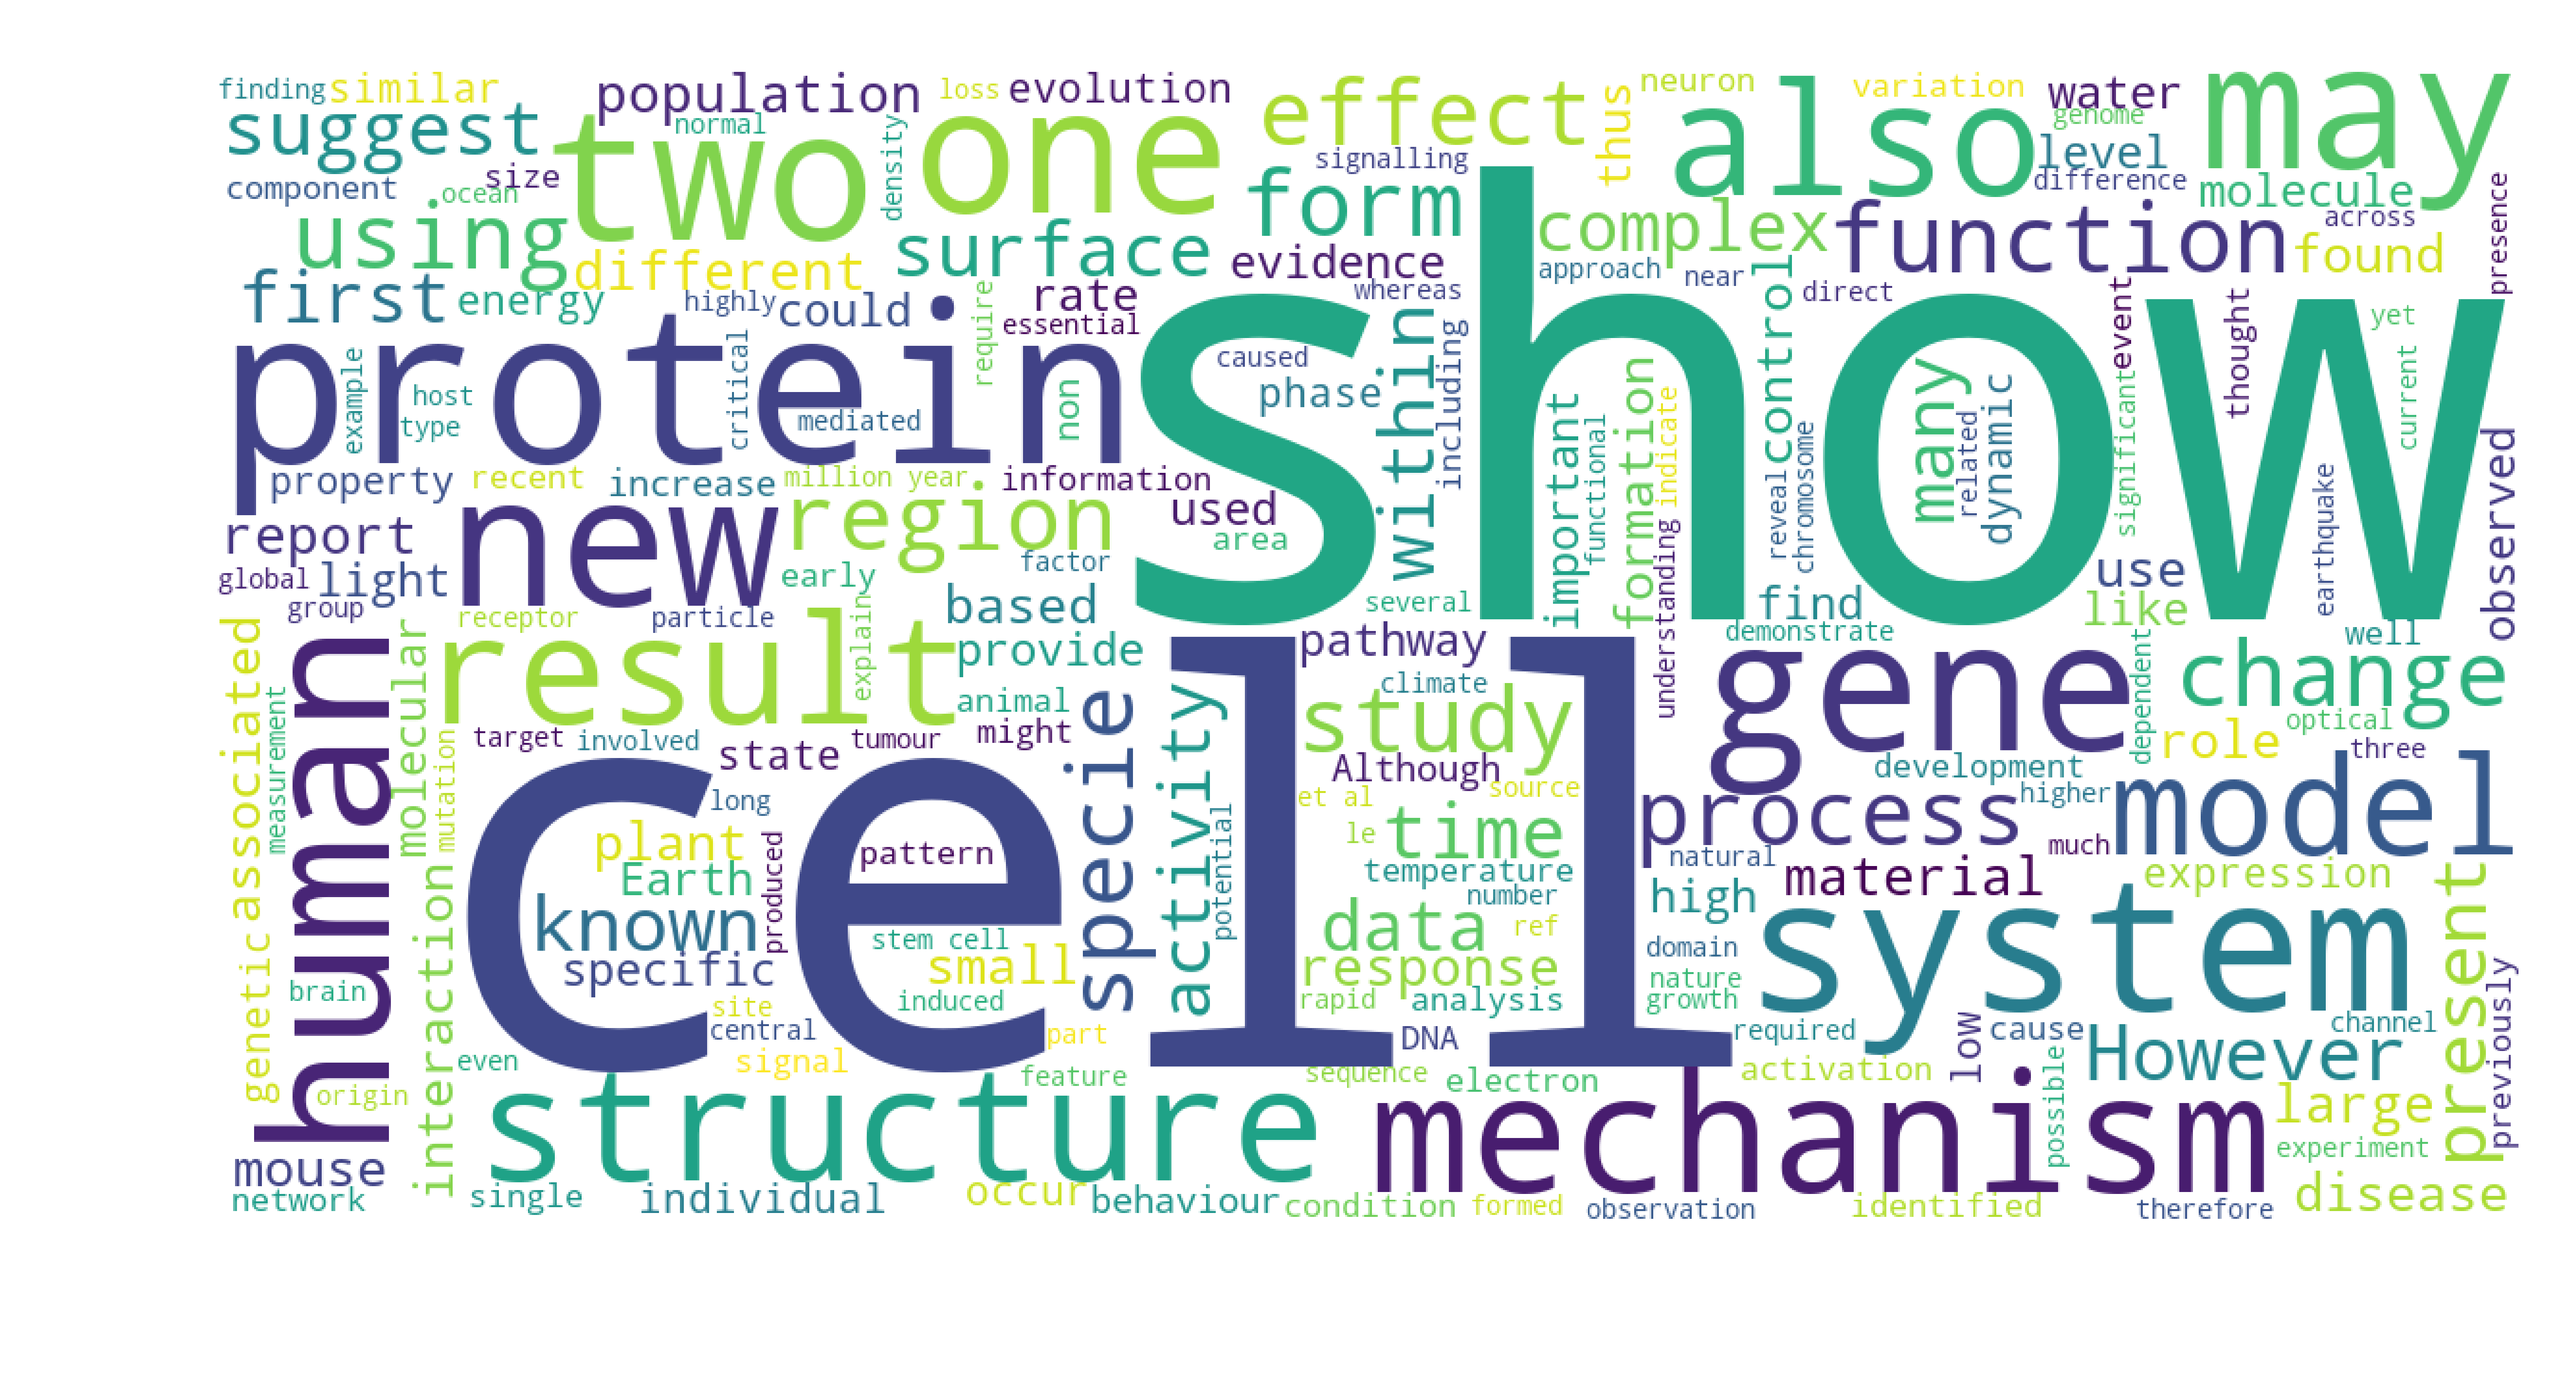 finding
similar
population
loss
evolution
effect
neuron
also
variation
water
may
suggest
two
normal
density
one
signalling
thus
genome
level
component
size
ocean
form
difference
molecule
presence
using
different
surface
evidence
complex
function
across
found
first
energy
highly
could
require
rate
essential
whereas
approach
near
control
direct
event
thought
yet
protein
show
example
host
type
critical
mediated
non
caused
phase
within
including
important
functional
formation
indicate
many
related
dynamic
significant
current
observed
property
recent
increase
million year
information
region
used
area
reveal
chromosome
earthquake
report
new
global
light
group
early
factor
based
several
understanding
find
use
like
receptor
particle
result
explain
provide
pathway
demonstrate
dependent
well
human
associated
measurement
molecular
mutation
animal
might
climate
study
gene
change
optical
target
involved
state
tumour
specie
activity
Although
role
three
development
cell
long
et al
source
le
time
process
higher
model
plant
pattern
produced
potential
temperature
natural
much
Earth
number
high
material
expression
known
stem cell
data
ref
domain
system
present
specific
small
response
nature
genetic
brain
interaction
induced
rapid
analysis
growth
previously
site
central
part
DNA
required
low
cause
However
channel
even
signal
feature
sequence
electron
activation
possible
origin
structure
mechanism
large
experiment
mouse
network
single
individual
occur
behaviour
condition
formed
observation
identified
therefore
disease